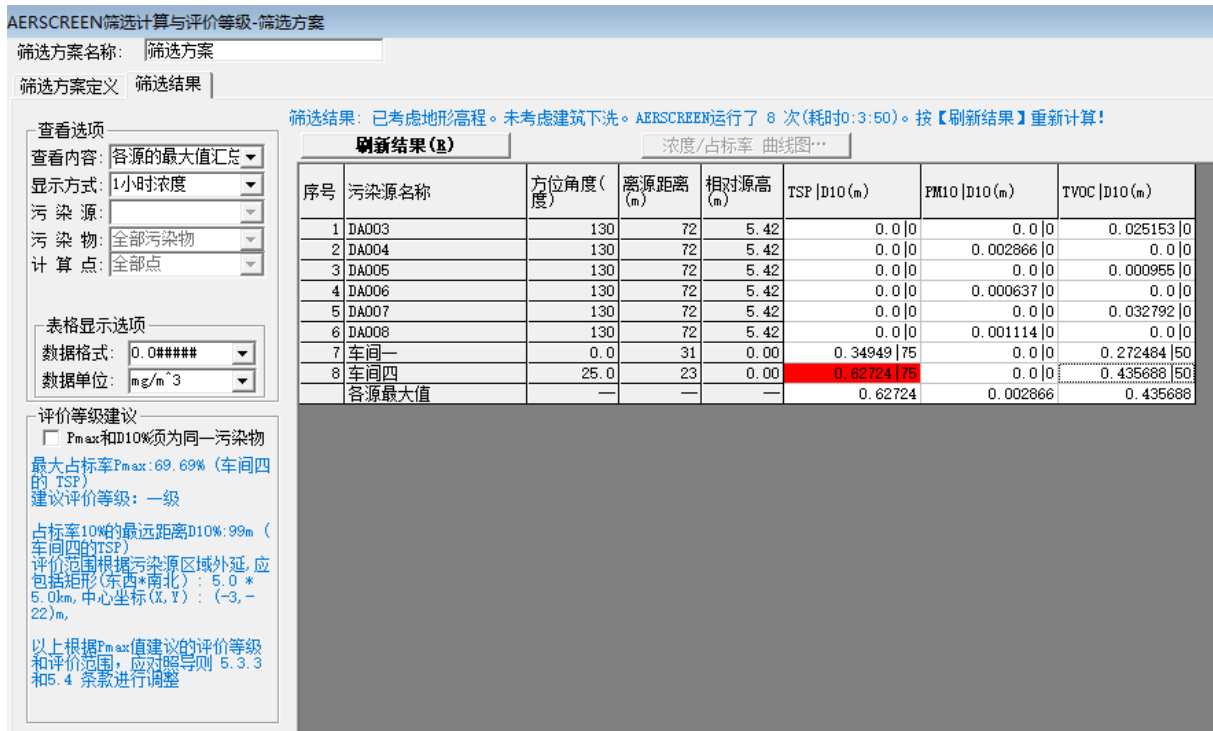 AERSCREEN筛选计算与评价等级-筛选方案
筛选方案名称: 筛选方案
筛选方案定义 筛选结果
筛选结果: 已考虑地形高程。未考虑建筑下洗。AERSCREEN运行了 8 次(耗时0:3:50)。按【刷新结果】重新计算!
查看选项
查看内容: 各源的最大值汇总
显示方式: 1小时浓度
污 染 源:
污 染 物: 全部污染物
计 算 点: 全部点
表格显示选项
数据格式: 0.0#####
数据单位: mg/m^3
评价等级建议
Pmax和D10%须为同一污染物
最大占标率Pmax:69.69% (车间四
的 TSP)
建议评价等级: 一级
占标率10%的最远距离D10%:99m (
车间四的TSP)
评价范围根据污染源区域外延,应
包括矩形(东西*南北) : 5.0 *
5.0km,中心坐标(X,Y) : (-3,-
22)m,
以上根据Pmax值建议的评价等级
和评价范围, 应对照导则 5.3.3
和5.4 条款进行调整
刷新结果(R) 浓度/占标率 曲线图…
序号 污染源名称 方位角度(度) 离源距离(m) 相对源高(m) TSP|D10(m) PM10|D10(m) TVOC|D10(m)
1 DA003 130 72 5.42 0.0|0 0.0|0 0.025153|0
2 DA004 130 72 5.42 0.0|0 0.002866|0 0.0|0
3 DA005 130 72 5.42 0.0|0 0.0|0 0.000955|0
4 DA006 130 72 5.42 0.0|0 0.000637|0 0.0|0
5 DA007 130 72 5.42 0.0|0 0.0|0 0.032792|0
6 DA008 130 72 5.42 0.0|0 0.001114|0 0.0|0
7 车间一 0.0 31 0.00 0.34949|75 0.0|0 0.272484|50
8 车间四 25.0 23 0.00 0.62724|75 0.0|0 0.435688|50
各源最大值 — — — 0.62724 0.002866 0.435688